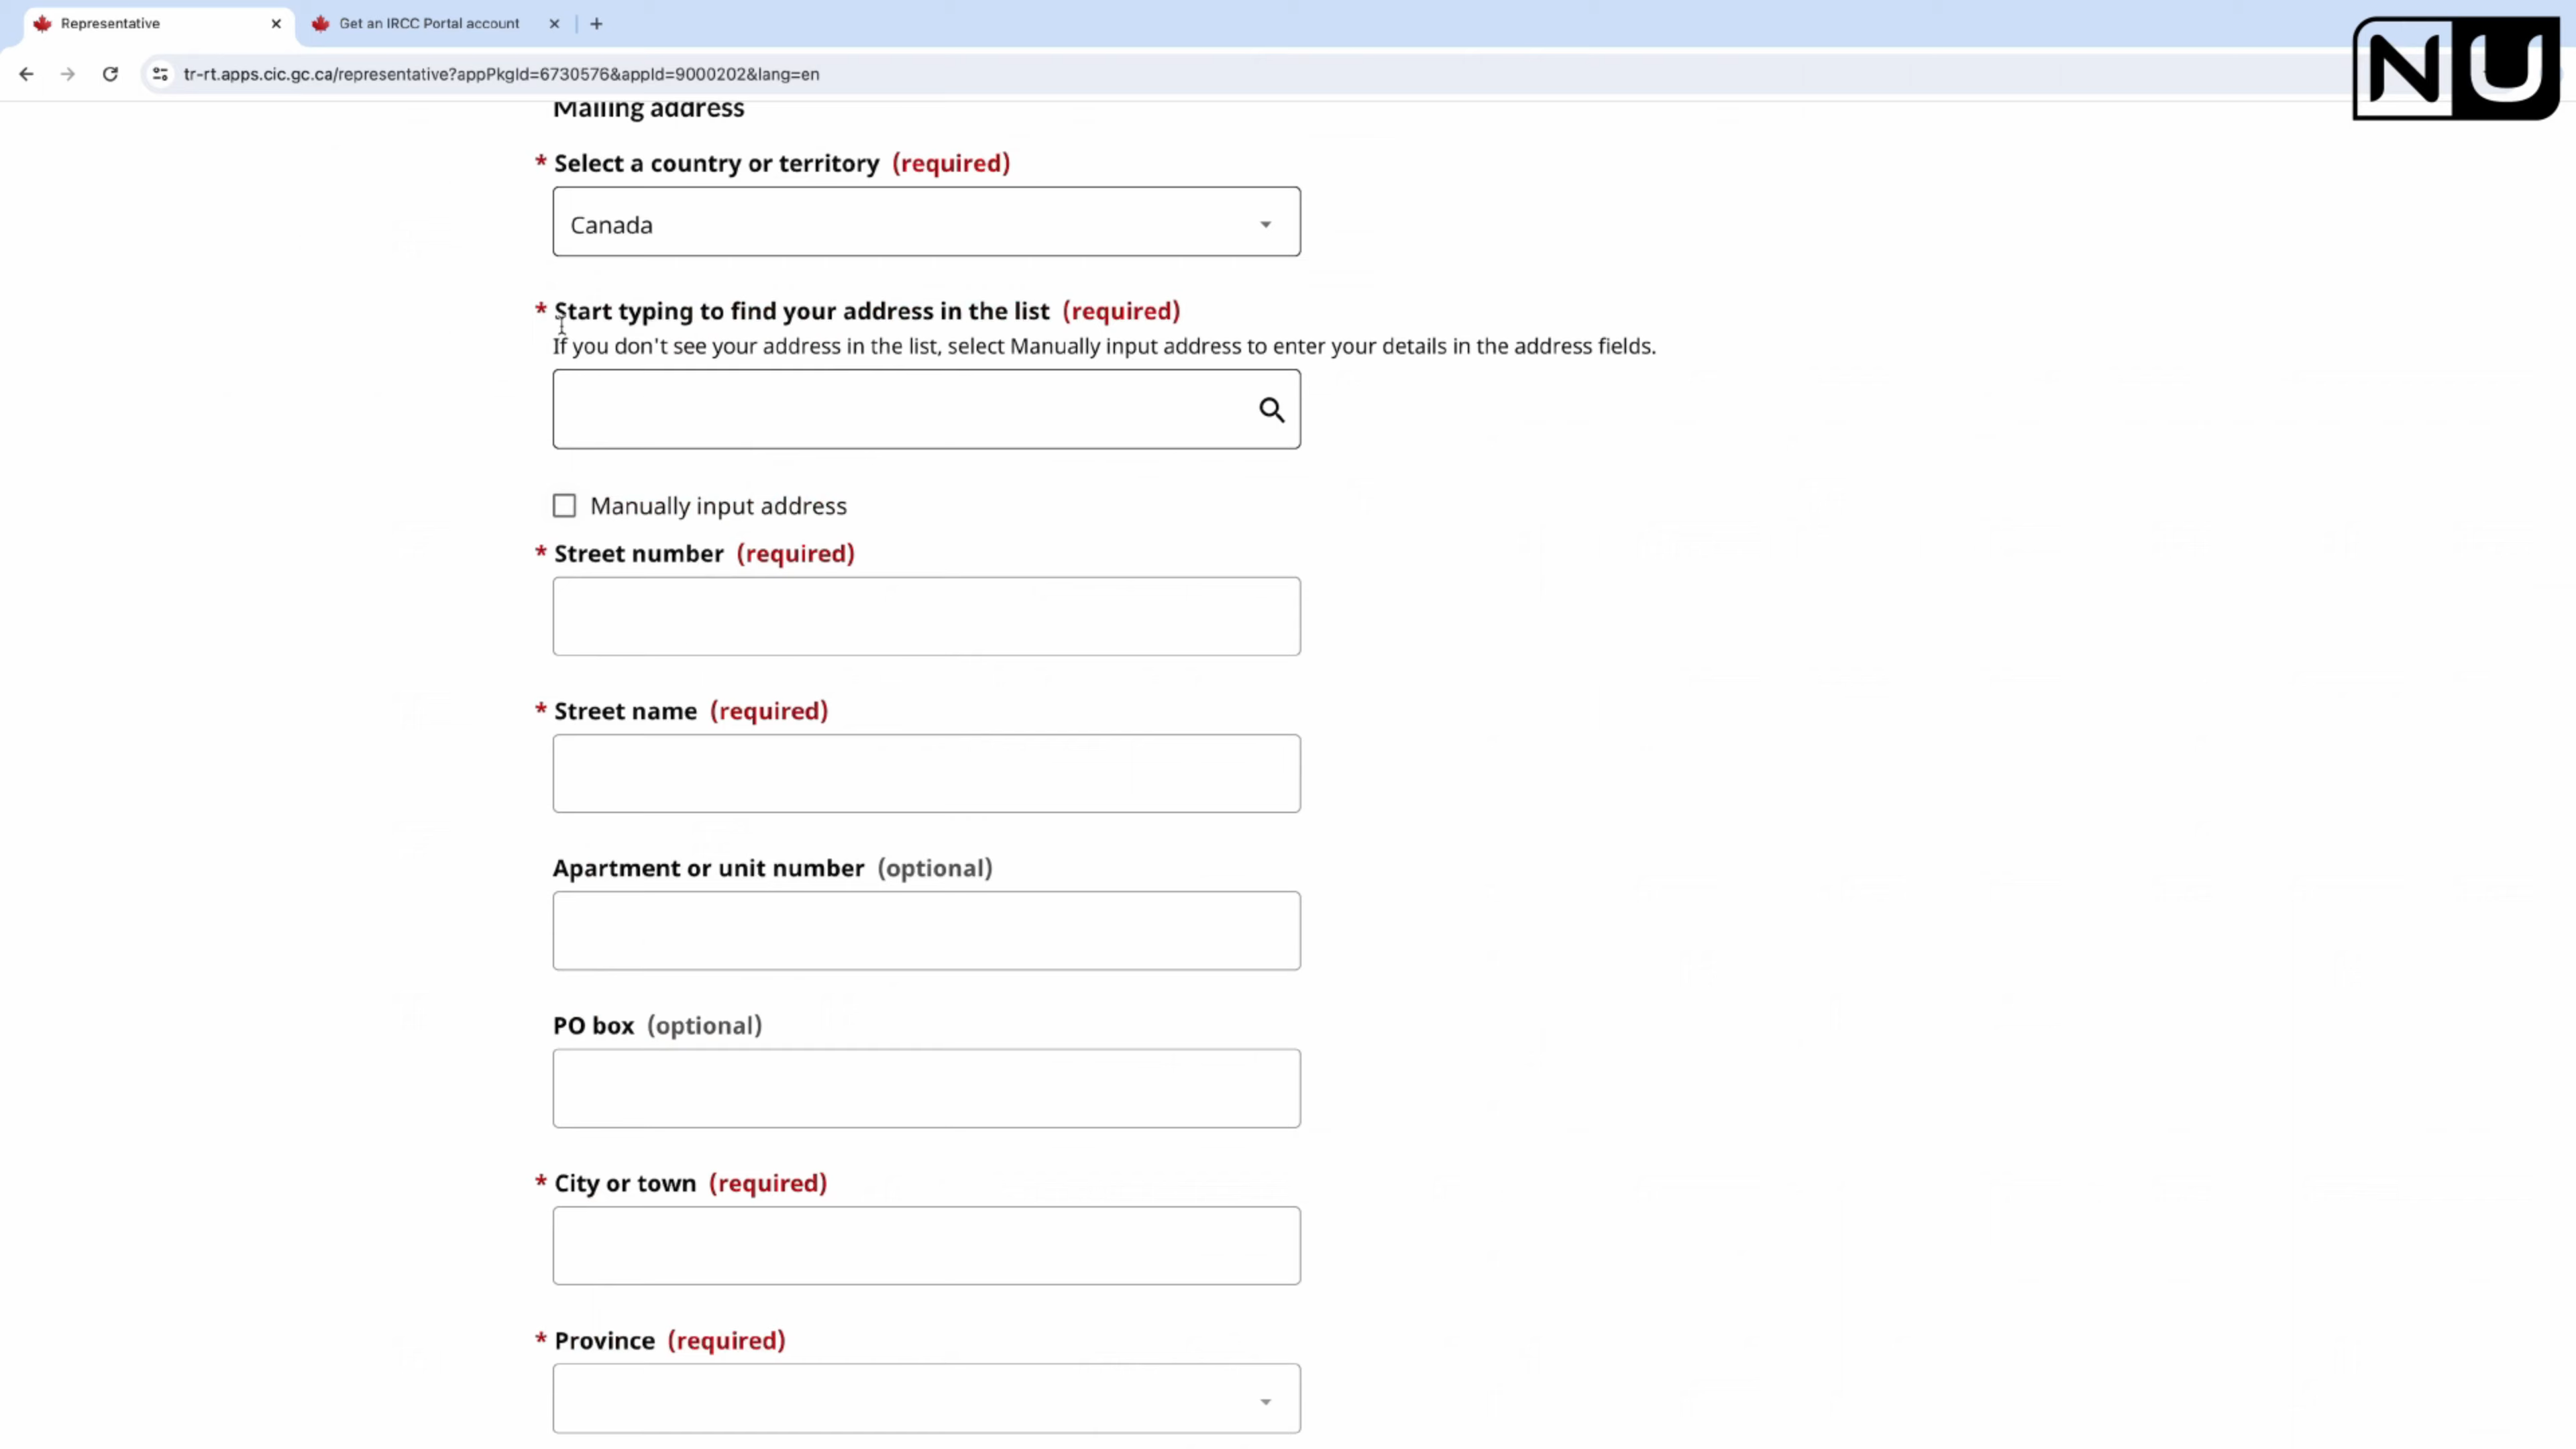 Representative
Get an IRCC Portal account
tr-rt.apps.cic.gc.ca/representative?appPkgId=6730576&appId=9000202&lang=en
NU
Mailing address
* Select a country or territory (required)
Canada
* Start typing to find your address in the list (required)
If you don't see your address in the list, select Manually input address to enter your details in the address fields.
Manually input address
* Street number (required)
* Street name (required)
Apartment or unit number (optional)
PO box (optional)
* City or town (required)
* Province (required)